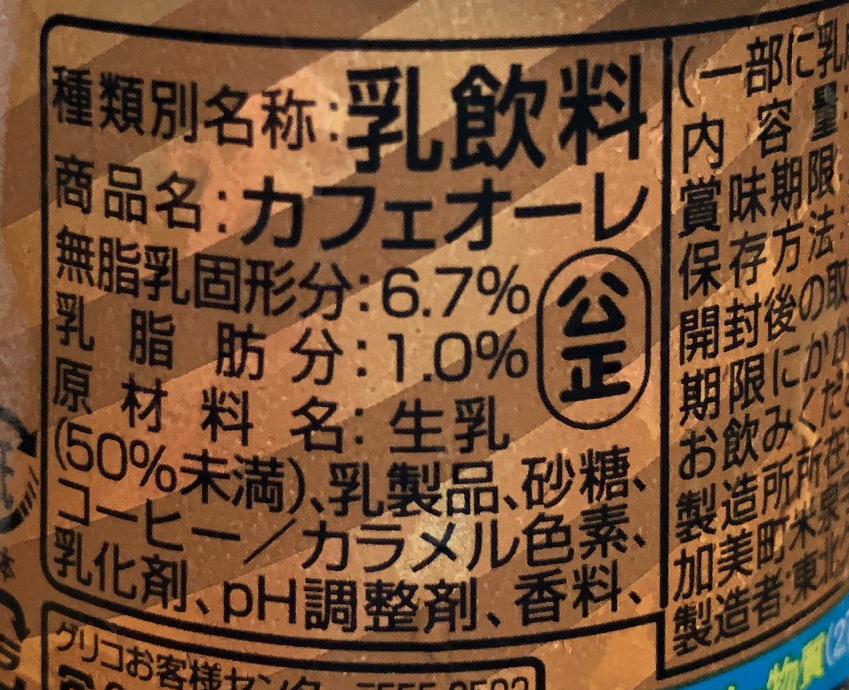 種類別名称:乳飲料
商品名:カフェオーレ
無脂乳固形分:6.7%
乳脂肪分:1.0%
公正
原材料名:生乳
(50%未満)、乳製品、砂糖、
コーヒー/カラメル色素、
乳化剤、pH調整剤、香料、
(一部に乳
内容量:
賞味期限:
保存方法:
開封後の取
期限にかか
お飲みくだ
製造所所在
加美町米泉
製造者:東北
グリコお客様センター
物質